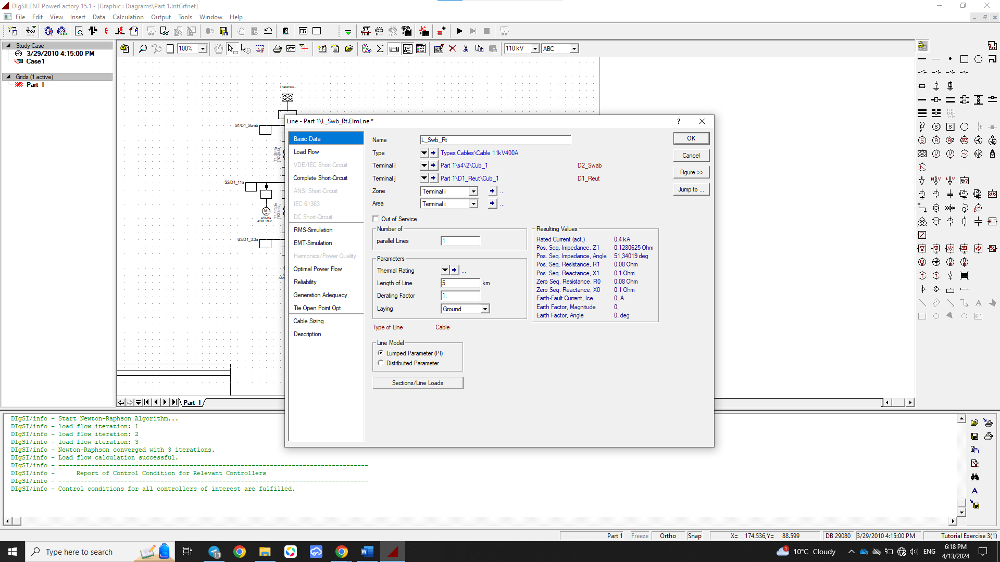 DIgSILENT PowerFactory 15.1 - [Graphic : Diagrams\Part 1.IntGrfnet]
File Edit View Insert Data Calculation Output Tools Window Help
100%
110 kV
ABC
Study Case
3/29/2010 4:15:00 PM
Case1
Grids (1 active)
Part 1
S1/D1_Swab
S2/D1_11a
ASM1a
S3/D1_3.3a
Line - Part 1\L_Swb_Rt.ElmLne *
?
Basic Data
Load Flow
VDE/IEC Short-Circuit
Complete Short-Circuit
ANSI Short-Circuit
IEC 61363
DC Short-Circuit
RMS-Simulation
EMT-Simulation
Harmonics/Power Quality
Optimal Power Flow
Reliability
Generation Adequacy
Tie Open Point Opt.
Cable Sizing
Description
Name L_Swb_Rt
Type Types Cables\Cable 11kV400A
Terminal i Part 1\s4\2\Cub_1 D2_Swab
Terminal j Part 1\D1_Reut\Cub_1 D1_Reut
Zone Terminal i ...
Area Terminal i ...
Out of Service
Number of
parallel Lines 1
Parameters
Thermal Rating ...
Length of Line 5 km
Derating Factor 1,
Laying Ground
Type of Line Cable
Line Model
Lumped Parameter (PI)
Distributed Parameter
Sections/Line Loads
Resulting Values
Rated Current (act.) 0,4 kA
Pos. Seq. Impedance, Z1 0,1280625 Ohm
Pos. Seq. Impedance, Angle 51,34019 deg
Pos. Seq. Resistance, R1 0,08 Ohm
Pos. Seq. Reactance, X1 0,1 Ohm
Zero Seq. Resistance, R0 0,08 Ohm
Zero Seq. Reactance, X0 0,1 Ohm
Earth-Fault Current, Ice 0, A
Earth Factor, Magnitude 0,
Earth Factor, Angle 0, deg
OK
Cancel
Figure >>
Jump to ...
Part 1
DIgSI/info - Start Newton-Raphson Algorithm...
DIgSI/info - load flow iteration: 1
DIgSI/info - load flow iteration: 2
DIgSI/info - load flow iteration: 3
DIgSI/info - Newton-Raphson converged with 3 iterations.
DIgSI/info - Load flow calculation successful.
DIgSI/info - -------------------------------------------------------------------------------------
DIgSI/info - Report of Control Condition for Relevant Controllers
DIgSI/info - -------------------------------------------------------------------------------------
DIgSI/info - Control conditions for all controllers of interest are fulfilled.
Part 1 Freeze Ortho Snap X= 174.536,Y= 88.599 DB 29080 3/29/2010 4:15:00 PM Tutorial Exercise 3(1)
Type here to search
13
1
10°C Cloudy
ENG
6:18 PM
4/13/2024